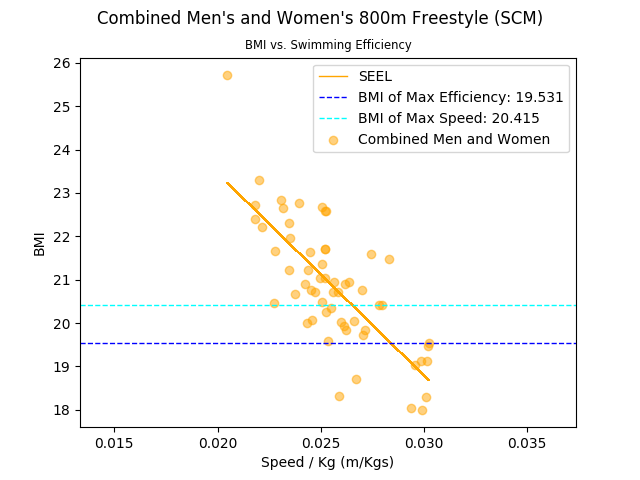 Combined Men's and Women's 800m Freestyle (SCM)
BMI vs. Swimming Efficiency
SEEL
BMI of Max Efficiency: 19.531
BMI of Max Speed: 20.415
Combined Men and Women
26
25
24
23
22
21
20
19
18
BMI
0.015 0.020 0.025 0.030 0.035
Speed / Kg (m/Kgs)